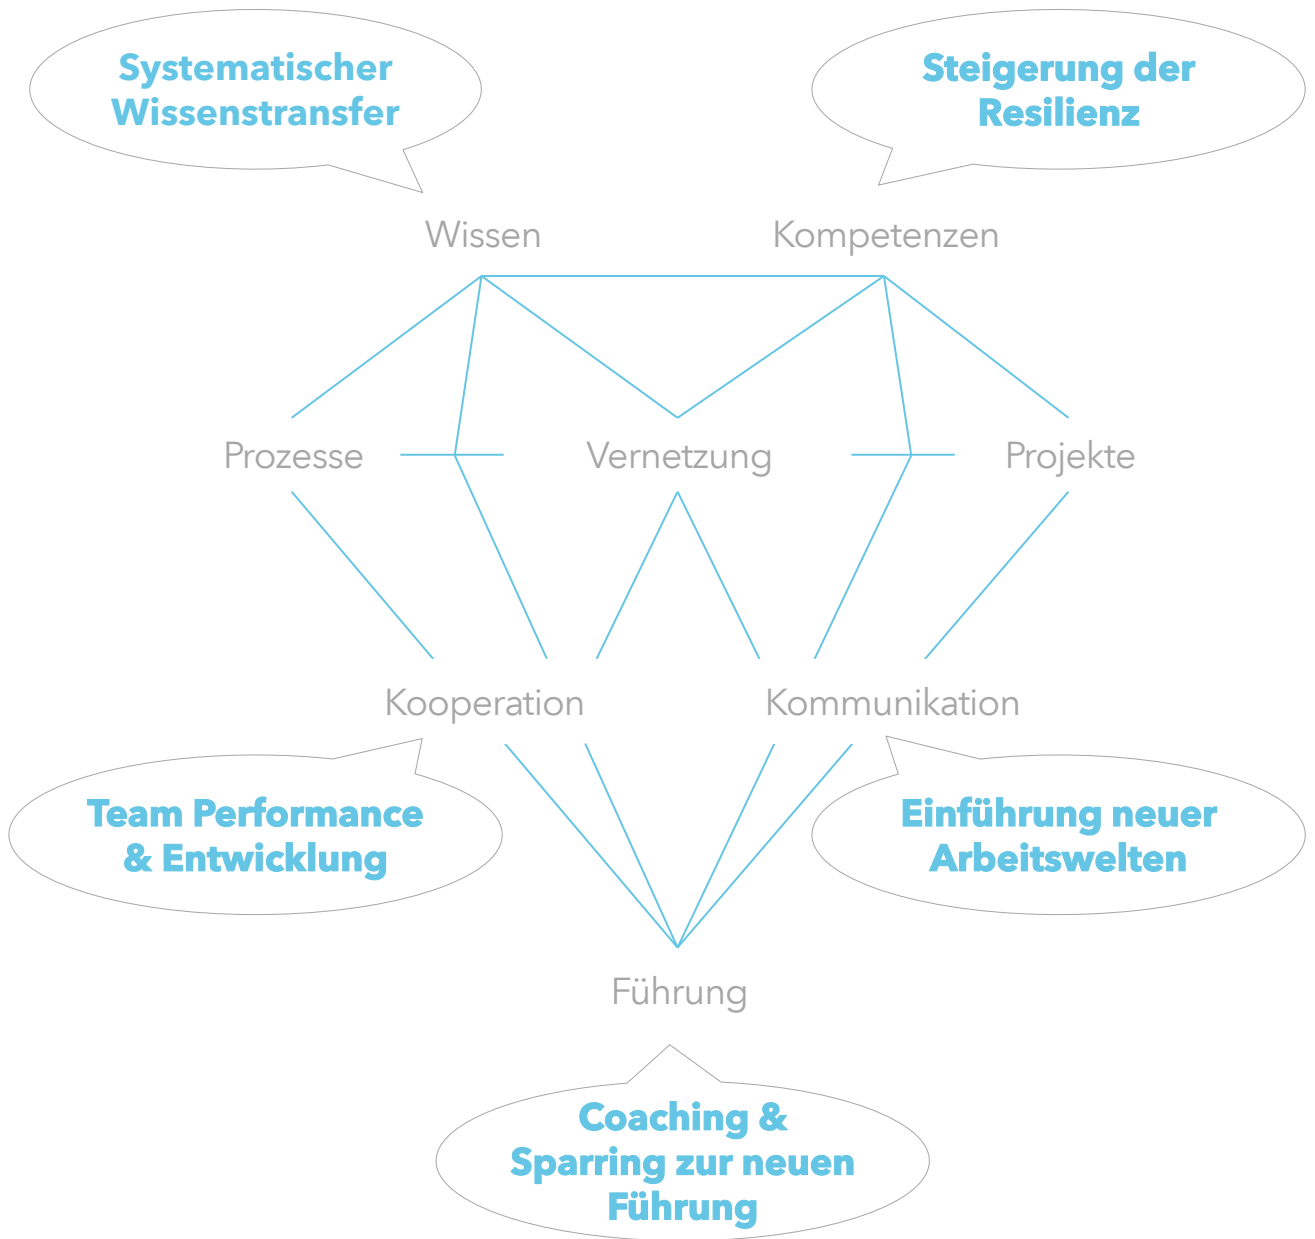 Systematischer
Wissenstransfer
Steigerung der
Resilienz
Wissen
Kompetenzen
Prozesse
Vernetzung
Projekte
Kooperation
Kommunikation
Team Performance
& Entwicklung
Einführung neuer
Arbeitswelten
Führung
Coaching &
Sparring zur neuen
Führung